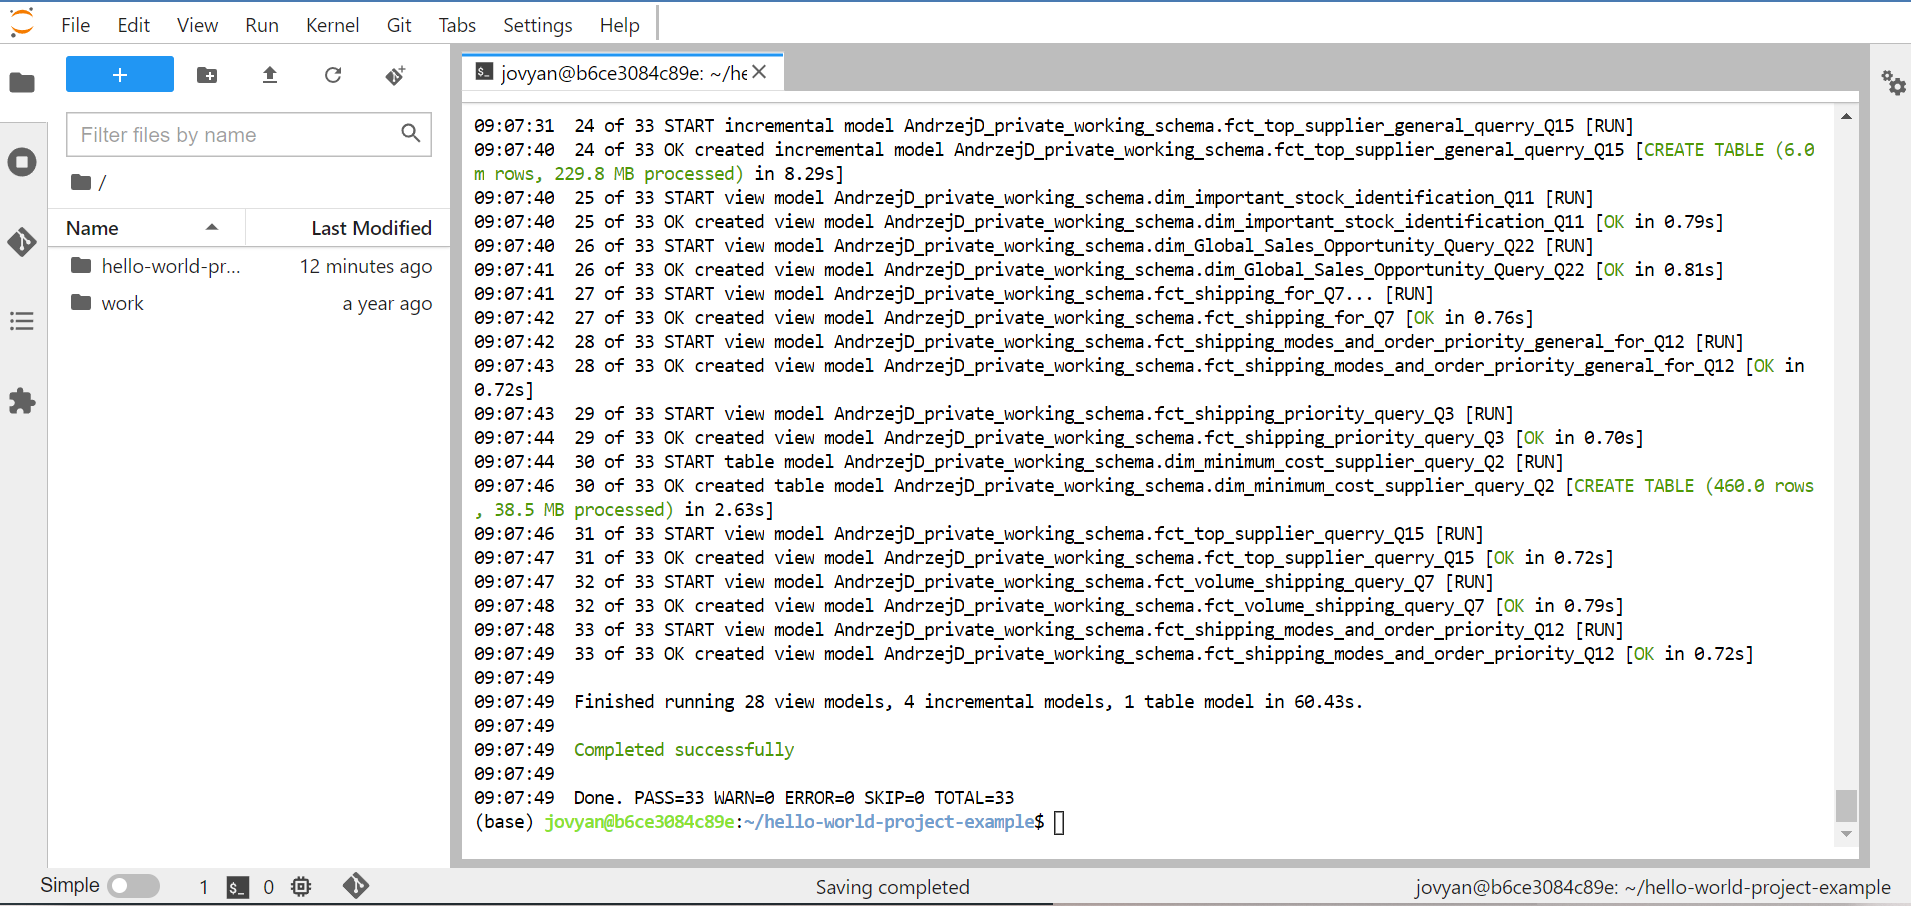 File Edit View Run Kernel Git Tabs Settings Help
+
Filter files by name
/
Name Last Modified
hello-world-pr... 12 minutes ago
work a year ago
jovyan@b6ce3084c89e: ~/he
09:07:31  24 of 33 START incremental model AndrzejD_private_working_schema.fct_top_supplier_general_querry_Q15 [RUN]
09:07:40  24 of 33 OK created incremental model AndrzejD_private_working_schema.fct_top_supplier_general_querry_Q15 [CREATE TABLE (6.0
m rows, 229.8 MB processed) in 8.29s]
09:07:40  25 of 33 START view model AndrzejD_private_working_schema.dim_important_stock_identification_Q11 [RUN]
09:07:40  25 of 33 OK created view model AndrzejD_private_working_schema.dim_important_stock_identification_Q11 [OK in 0.79s]
09:07:40  26 of 33 START view model AndrzejD_private_working_schema.dim_Global_Sales_Opportunity_Query_Q22 [RUN]
09:07:41  26 of 33 OK created view model AndrzejD_private_working_schema.dim_Global_Sales_Opportunity_Query_Q22 [OK in 0.81s]
09:07:41  27 of 33 START view model AndrzejD_private_working_schema.fct_shipping_for_Q7... [RUN]
09:07:42  27 of 33 OK created view model AndrzejD_private_working_schema.fct_shipping_for_Q7 [OK in 0.76s]
09:07:42  28 of 33 START view model AndrzejD_private_working_schema.fct_shipping_modes_and_order_priority_general_for_Q12 [RUN]
09:07:43  28 of 33 OK created view model AndrzejD_private_working_schema.fct_shipping_modes_and_order_priority_general_for_Q12 [OK in
0.72s]
09:07:43  29 of 33 START view model AndrzejD_private_working_schema.fct_shipping_priority_query_Q3 [RUN]
09:07:44  29 of 33 OK created view model AndrzejD_private_working_schema.fct_shipping_priority_query_Q3 [OK in 0.70s]
09:07:44  30 of 33 START table model AndrzejD_private_working_schema.dim_minimum_cost_supplier_query_Q2 [RUN]
09:07:46  30 of 33 OK created table model AndrzejD_private_working_schema.dim_minimum_cost_supplier_query_Q2 [CREATE TABLE (460.0 rows
, 38.5 MB processed) in 2.63s]
09:07:46  31 of 33 START view model AndrzejD_private_working_schema.fct_top_supplier_querry_Q15 [RUN]
09:07:47  31 of 33 OK created view model AndrzejD_private_working_schema.fct_top_supplier_querry_Q15 [OK in 0.72s]
09:07:47  32 of 33 START view model AndrzejD_private_working_schema.fct_volume_shipping_query_Q7 [RUN]
09:07:48  32 of 33 OK created view model AndrzejD_private_working_schema.fct_volume_shipping_query_Q7 [OK in 0.79s]
09:07:48  33 of 33 START view model AndrzejD_private_working_schema.fct_shipping_modes_and_order_priority_Q12 [RUN]
09:07:49  33 of 33 OK created view model AndrzejD_private_working_schema.fct_shipping_modes_and_order_priority_Q12 [OK in 0.72s]
09:07:49
09:07:49  Finished running 28 view models, 4 incremental models, 1 table model in 60.43s.
09:07:49
09:07:49  Completed successfully
09:07:49
09:07:49  Done. PASS=33 WARN=0 ERROR=0 SKIP=0 TOTAL=33
(base) jovyan@b6ce3084c89e:~/hello-world-project-example$
Simple 1 $_ 0 Saving completed jovyan@b6ce3084c89e: ~/hello-world-project-example